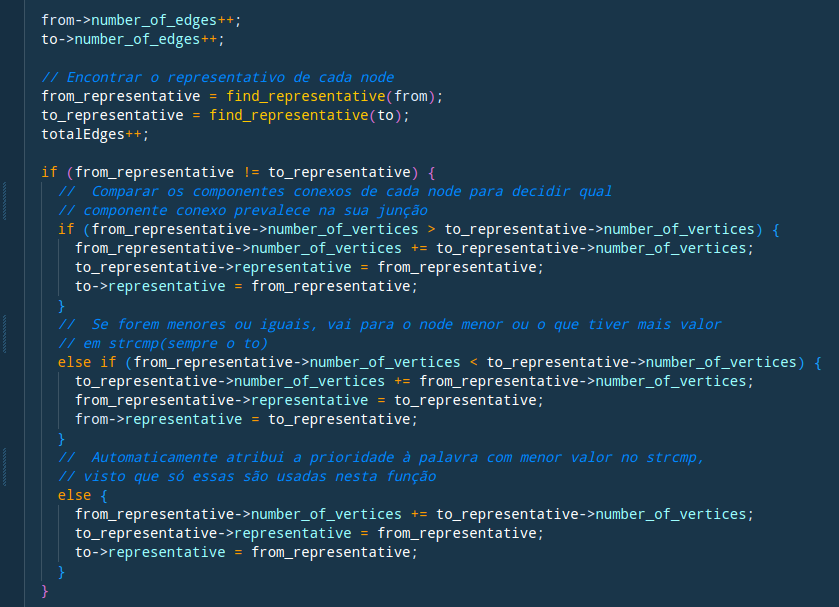 from->number_of_edges++;
to->number_of_edges++;
// Encontrar o representativo de cada node
from_representative = find_representative(from);
to_representative = find_representative(to);
totalEdges++;
if (from_representative != to_representative) {
//  Comparar os componentes conexos de cada node para decidir qual
// componente conexo prevalece na sua junção
if (from_representative->number_of_vertices > to_representative->number_of_vertices) {
from_representative->number_of_vertices += to_representative->number_of_vertices;
to_representative->representative = from_representative;
to->representative = from_representative;
}
//  Se forem menores ou iguais, vai para o node menor ou o que tiver mais valor
// em strcmp(sempre o to)
else if (from_representative->number_of_vertices < to_representative->number_of_vertices) {
to_representative->number_of_vertices += from_representative->number_of_vertices;
from_representative->representative = to_representative;
from->representative = to_representative;
}
//  Automaticamente atribui a prioridade à palavra com menor valor no strcmp,
// visto que só essas são usadas nesta função
else {
from_representative->number_of_vertices += to_representative->number_of_vertices;
to_representative->representative = from_representative;
to->representative = from_representative;
}
}